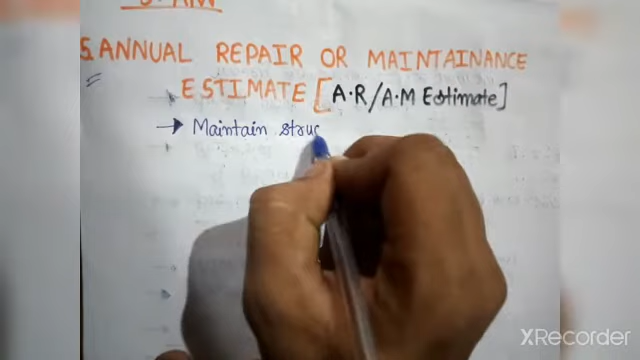 5. ANNUAL REPAIR OR MAINTAINANCE
ESTIMATE [A.R/A.M Estimate]
→ Maintain struc
XRecorder